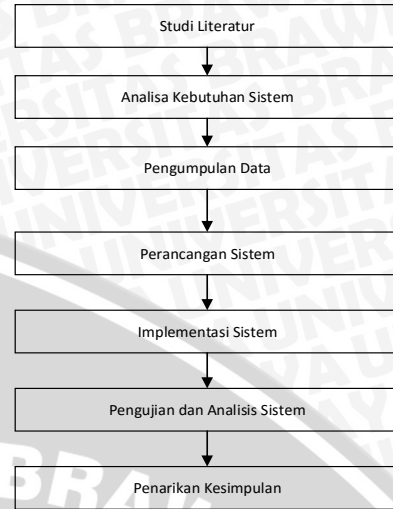 Studi Literatur
Analisa Kebutuhan Sistem
Pengumpulan Data
Perancangan Sistem
Implementasi Sistem
Pengujian dan Analisis Sistem
Penarikan Kesimpulan